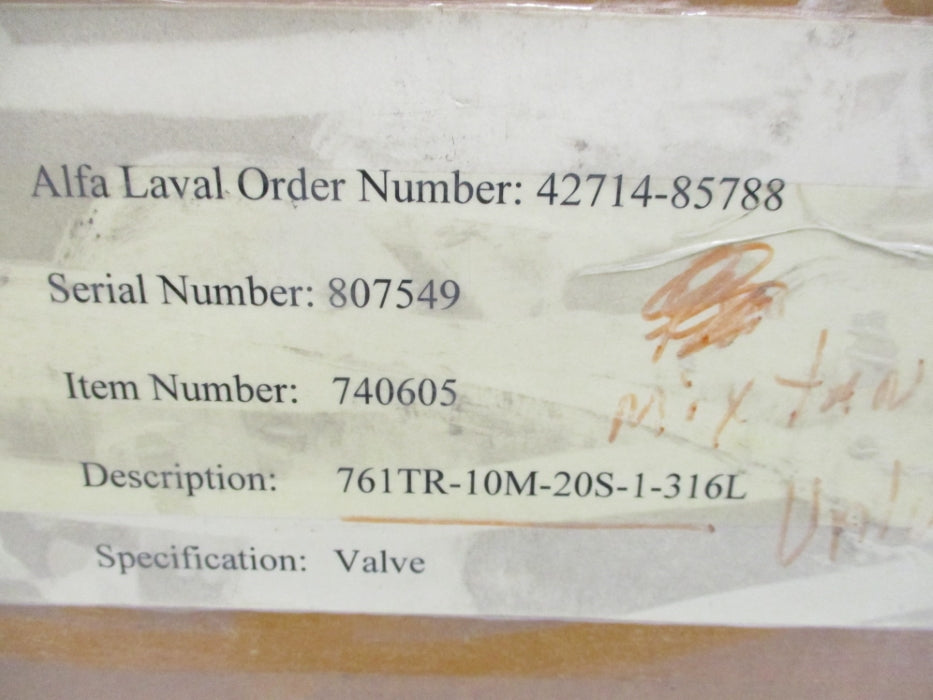 Alfa Laval Order Number: 42714-85788
Serial Number: 807549
Item Number: 740605
mix
Description: 761TR-10M-20S-1-316L
Specification: Valve